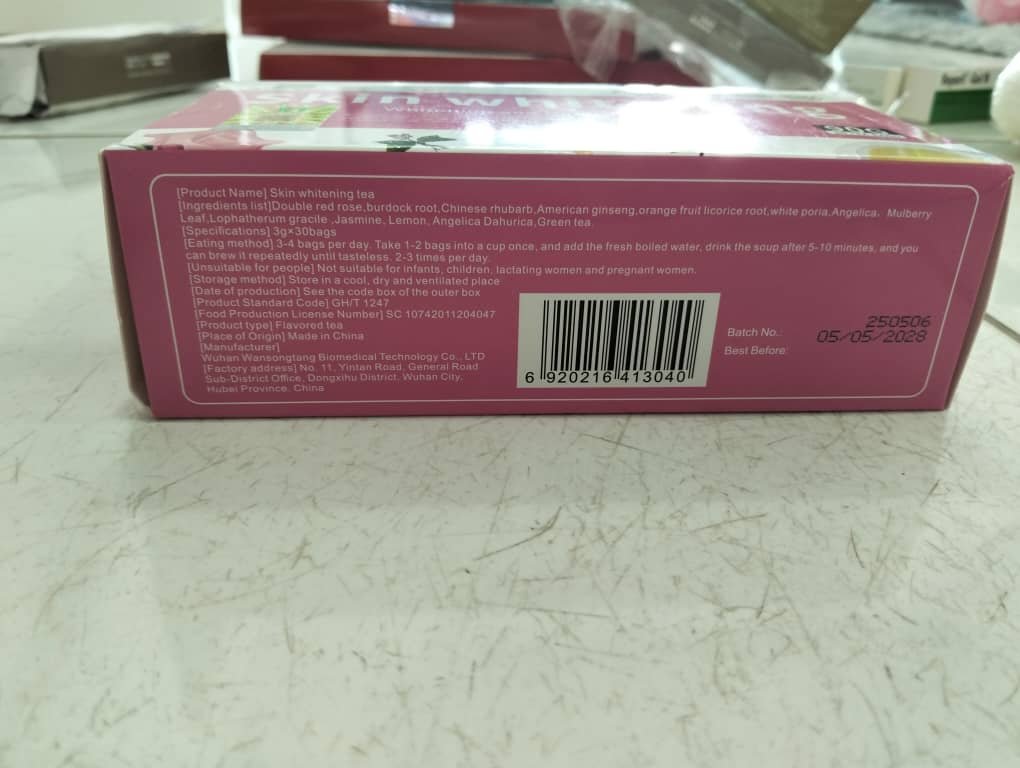 [Product Name] Skin whitening tea
[Ingredients list]Double red rose,burdock root,Chinese rhubarb,American ginseng,orange fruit licorice root,white poria,Angelica, Mulberry
Leaf,Lophatherum gracile ,Jasmine, Lemon, Angelica Dahurica,Green tea.
[Specifications] 3g×30bags
[Eating method] 3-4 bags per day. Take 1-2 bags into a cup once, and add the fresh boiled water, drink the soup after 5-10 minutes, and you
can brew it repeatedly until tasteless. 2-3 times per day.
[Unsuitable for people] Not suitable for infants, children, lactating women and pregnant women.
[Storage method] Store in a cool, dry and ventilated place
[Date of production] See the code box of the outer box
[Product Standard Code] GH/T 1247
[Food Production License Number] SC 10742011204047
[Product type] Flavored tea
[Place of Origin] Made in China
[Manufacturer]
Wuhan Wansongtang Biomedical Technology Co., LTD
[Factory address] No. 11, Yintan Road, General Road
Sub-District Office, Dongxihu District, Wuhan City,
Hubei Province, China
6 920216 413040
Batch No.: 250506
Best Before: 05/05/2028